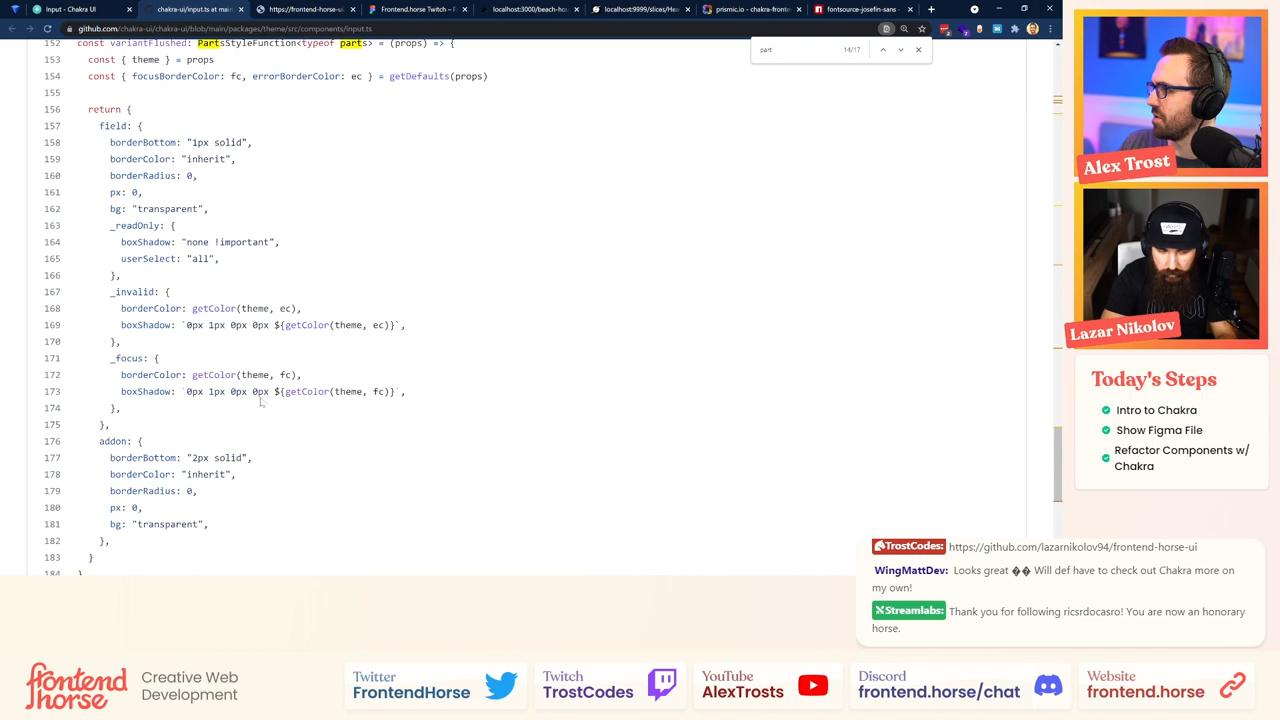 Input - Chakra UI
chakra-ui/input.ts at main
https://frontend-horse-ui
Frontend.horse Twitch – F
localhost:3000/beach-hou
localhost:9999/slices/Hea
prismic.io - chakra-fronte
fontsource-josefin-sans -
github.com/chakra-ui/chakra-ui/blob/main/packages/theme/src/components/input.ts
part
14/17
152 const variantFlushed: PartsStyleFunction<typeof parts> = (props) => {
153 const { theme } = props
154 const { focusBorderColor: fc, errorBorderColor: ec } = getDefaults(props)
155
156 return {
157 field: {
158 borderBottom: "1px solid",
159 borderColor: "inherit",
160 borderRadius: 0,
161 px: 0,
162 bg: "transparent",
163 _readOnly: {
164 boxShadow: "none !important",
165 userSelect: "all",
166 },
167 _invalid: {
168 borderColor: getColor(theme, ec),
169 boxShadow: `0px 1px 0px 0px ${getColor(theme, ec)}`,
170 },
171 _focus: {
172 borderColor: getColor(theme, fc),
173 boxShadow: `0px 1px 0px 0px ${getColor(theme, fc)}`,
174 },
175 },
176 addon: {
177 borderBottom: "2px solid",
178 borderColor: "inherit",
179 borderRadius: 0,
180 px: 0,
181 bg: "transparent",
182 },
183 }
184 }
Alex Trost
Lazar Nikolov
Today's Steps
Intro to Chakra
Show Figma File
Refactor Components w/
Chakra
TrostCodes: https://github.com/lazarnikolov94/frontend-horse-ui
WingMattDev: Looks great �� Will def have to check out Chakra more on
my own!
Streamlabs: Thank you for following ricsrdocasro! You are now an honorary
horse.
frontend
horse
Creative Web
Development
Twitter
FrontendHorse
Twitch
TrostCodes
YouTube
AlexTrosts
Discord
frontend.horse/chat
Website
frontend.horse